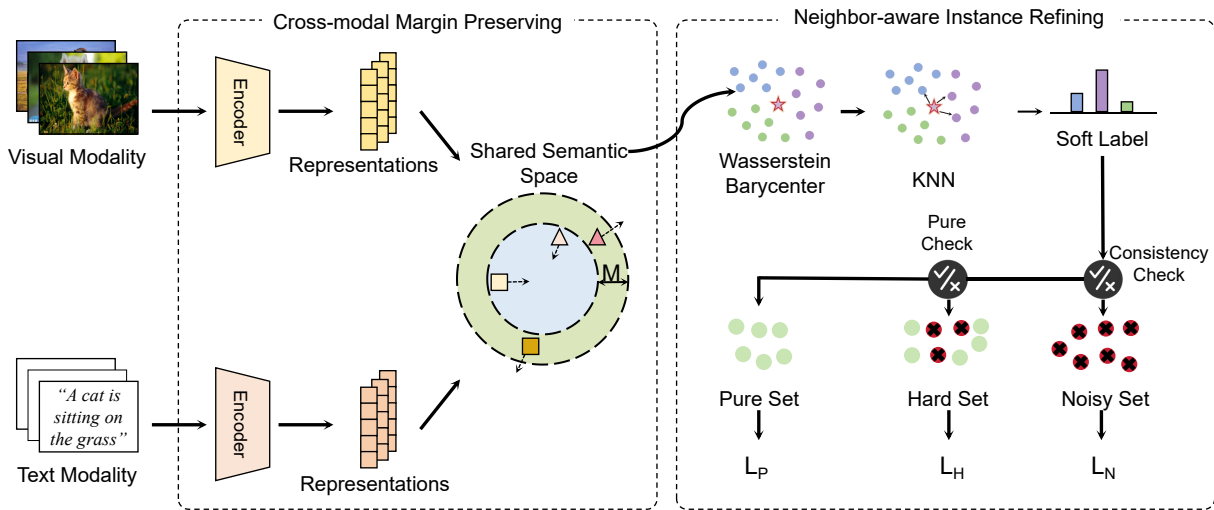 Cross-modal Margin Preserving
Neighbor-aware Instance Refining
Visual Modality
Encoder
Representations
Shared Semantic
Space
M
Wasserstein
Barycenter
KNN
Soft Label
Pure
Check
Consistency
Check
Pure Set
Hard Set
Noisy Set
L_P
L_H
L_N
"A cat is
sitting on
the grass"
Text Modality
Encoder
Representations